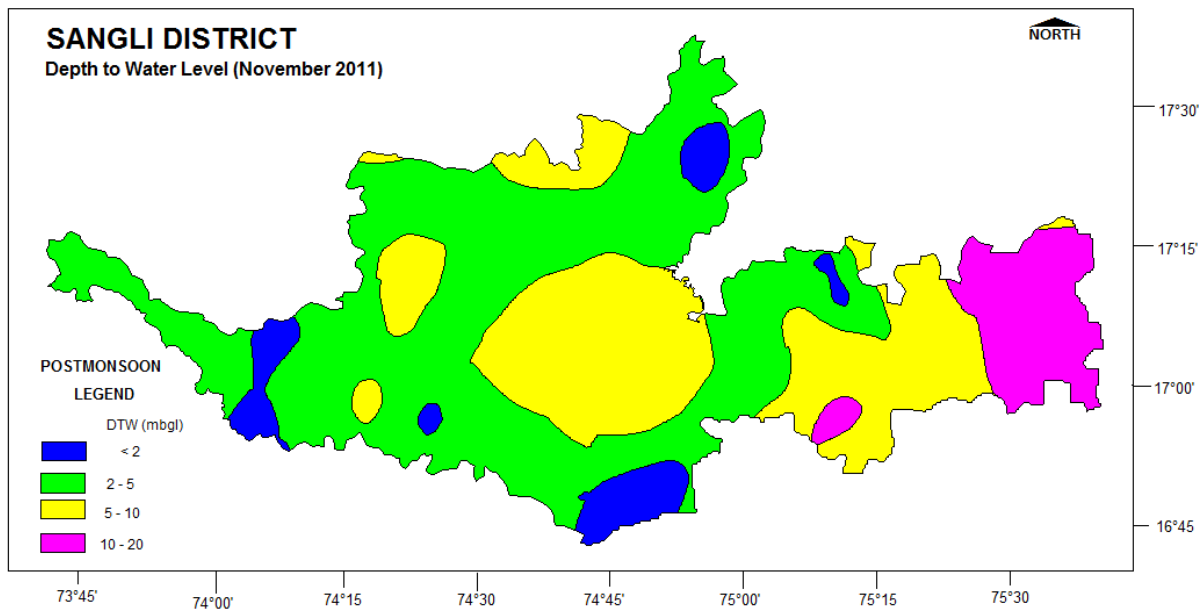 SANGLI DISTRICT
Depth to Water Level (November 2011)
NORTH
17°30'
17°15'
17°00'
16°45
POSTMONSOON
LEGEND
DTW (mbgl)
< 2
2 - 5
5 - 10
10 - 20
73°45'
74°00'
74°15
74°30
74°45
75°00
75°15
75°30